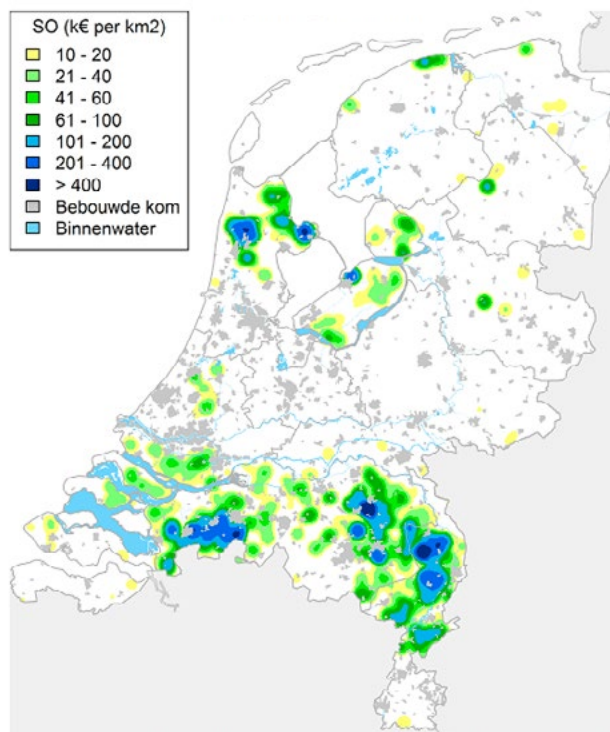 SO (k€ per km2)
10 - 20
21 - 40
41 - 60
61 - 100
101 - 200
201 - 400
> 400
Bebouwde kom
Binnenwater